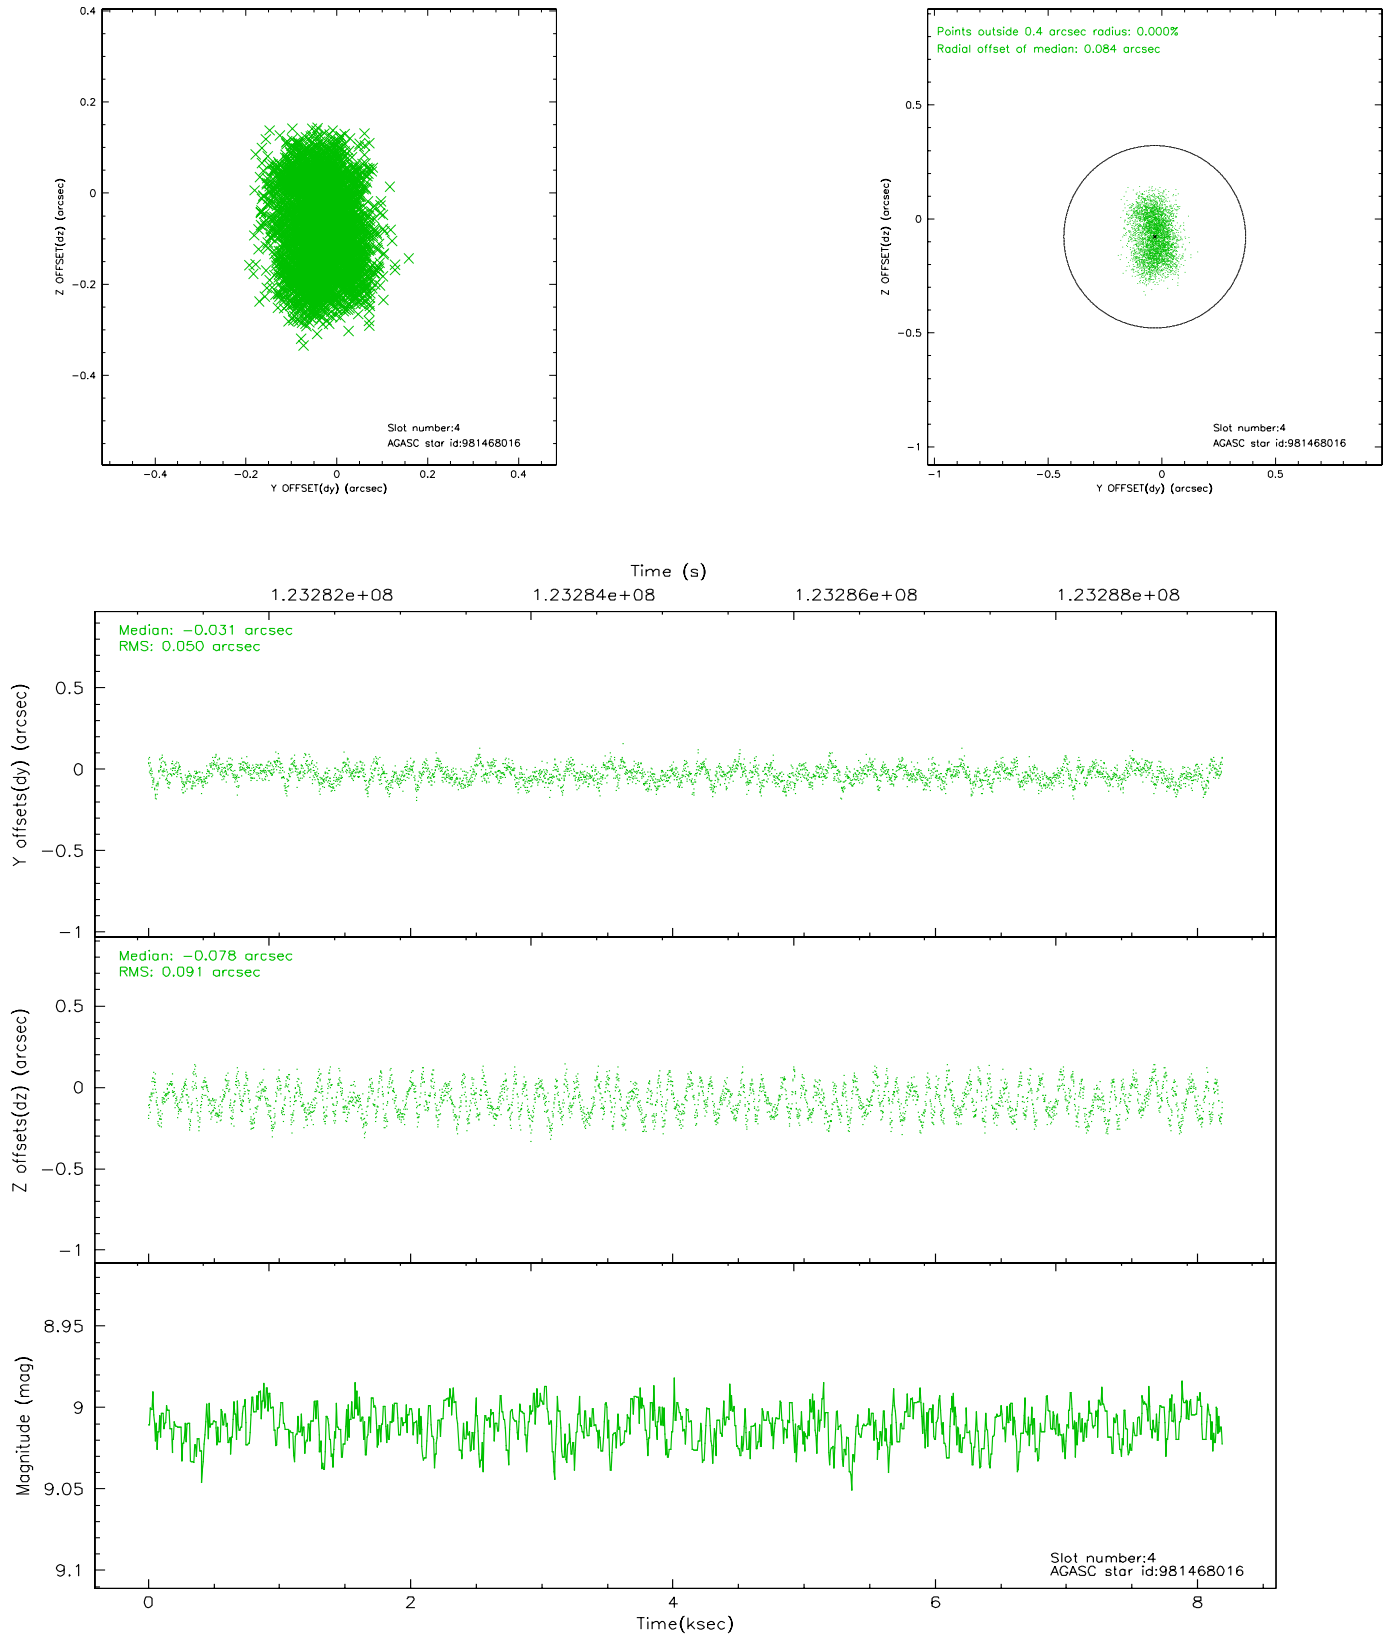 0.4
0.2
0
−0.2
−0.4
Z OFFSET(dz) (arcsec)
Slot number:4
AGASC star id:981468016
−0.4 −0.2 0 0.2 0.4
Y OFFSET(dy) (arcsec)
Points outside 0.4 arcsec radius: 0.000%
Radial offset of median: 0.084 arcsec
0.5
0
−0.5
−1
Z OFFSET(dz) (arcsec)
Slot number:4
AGASC star id:981468016
−1 −0.5 0 0.5
Y OFFSET(dy) (arcsec)
Time (s)
1.23282e+08 1.23284e+08 1.23286e+08 1.23288e+08
Median: −0.031 arcsec
RMS: 0.050 arcsec
0.5
0
−0.5
−1
Y offsets(dy) (arcsec)
Median: −0.078 arcsec
RMS: 0.091 arcsec
0.5
0
−0.5
−1
Z offsets(dz) (arcsec)
8.95
9
9.05
9.1
Magnitude (mag)
Slot number:4
AGASC star id:981468016
0 2 4 6 8
Time(ksec)